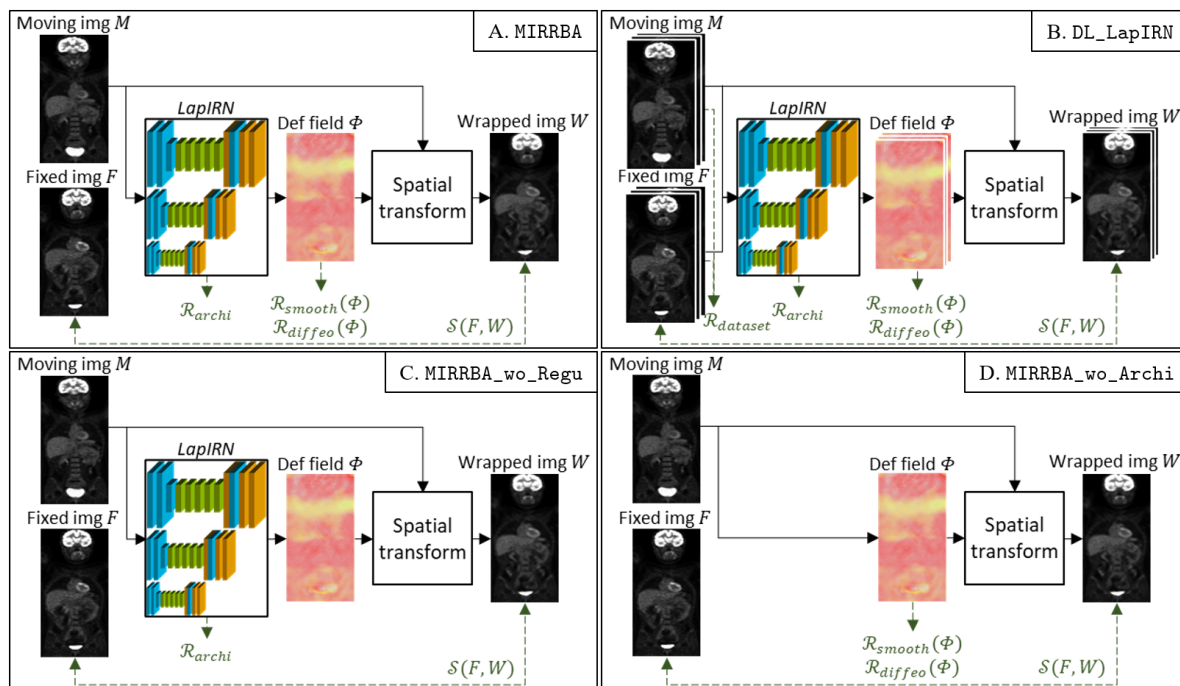 A. MIRRBA
Moving img M
LapIRN
Def field Φ
Wrapped img W
Fixed img F
Spatial
transform
R_archi
R_smooth(Φ)
R_diffeo(Φ)
S(F, W)
B. DL_LapIRN
Moving img M
LapIRN
Def field Φ
Wrapped img W
Fixed img F
Spatial
transform
R_dataset
R_archi
R_smooth(Φ)
R_diffeo(Φ)
S(F, W)
C. MIRRBA_wo_Regu
Moving img M
LapIRN
Def field Φ
Wrapped img W
Fixed img F
Spatial
transform
R_archi
S(F, W)
D. MIRRBA_wo_Archi
Moving img M
Def field Φ
Wrapped img W
Fixed img F
Spatial
transform
R_smooth(Φ)
R_diffeo(Φ)
S(F, W)